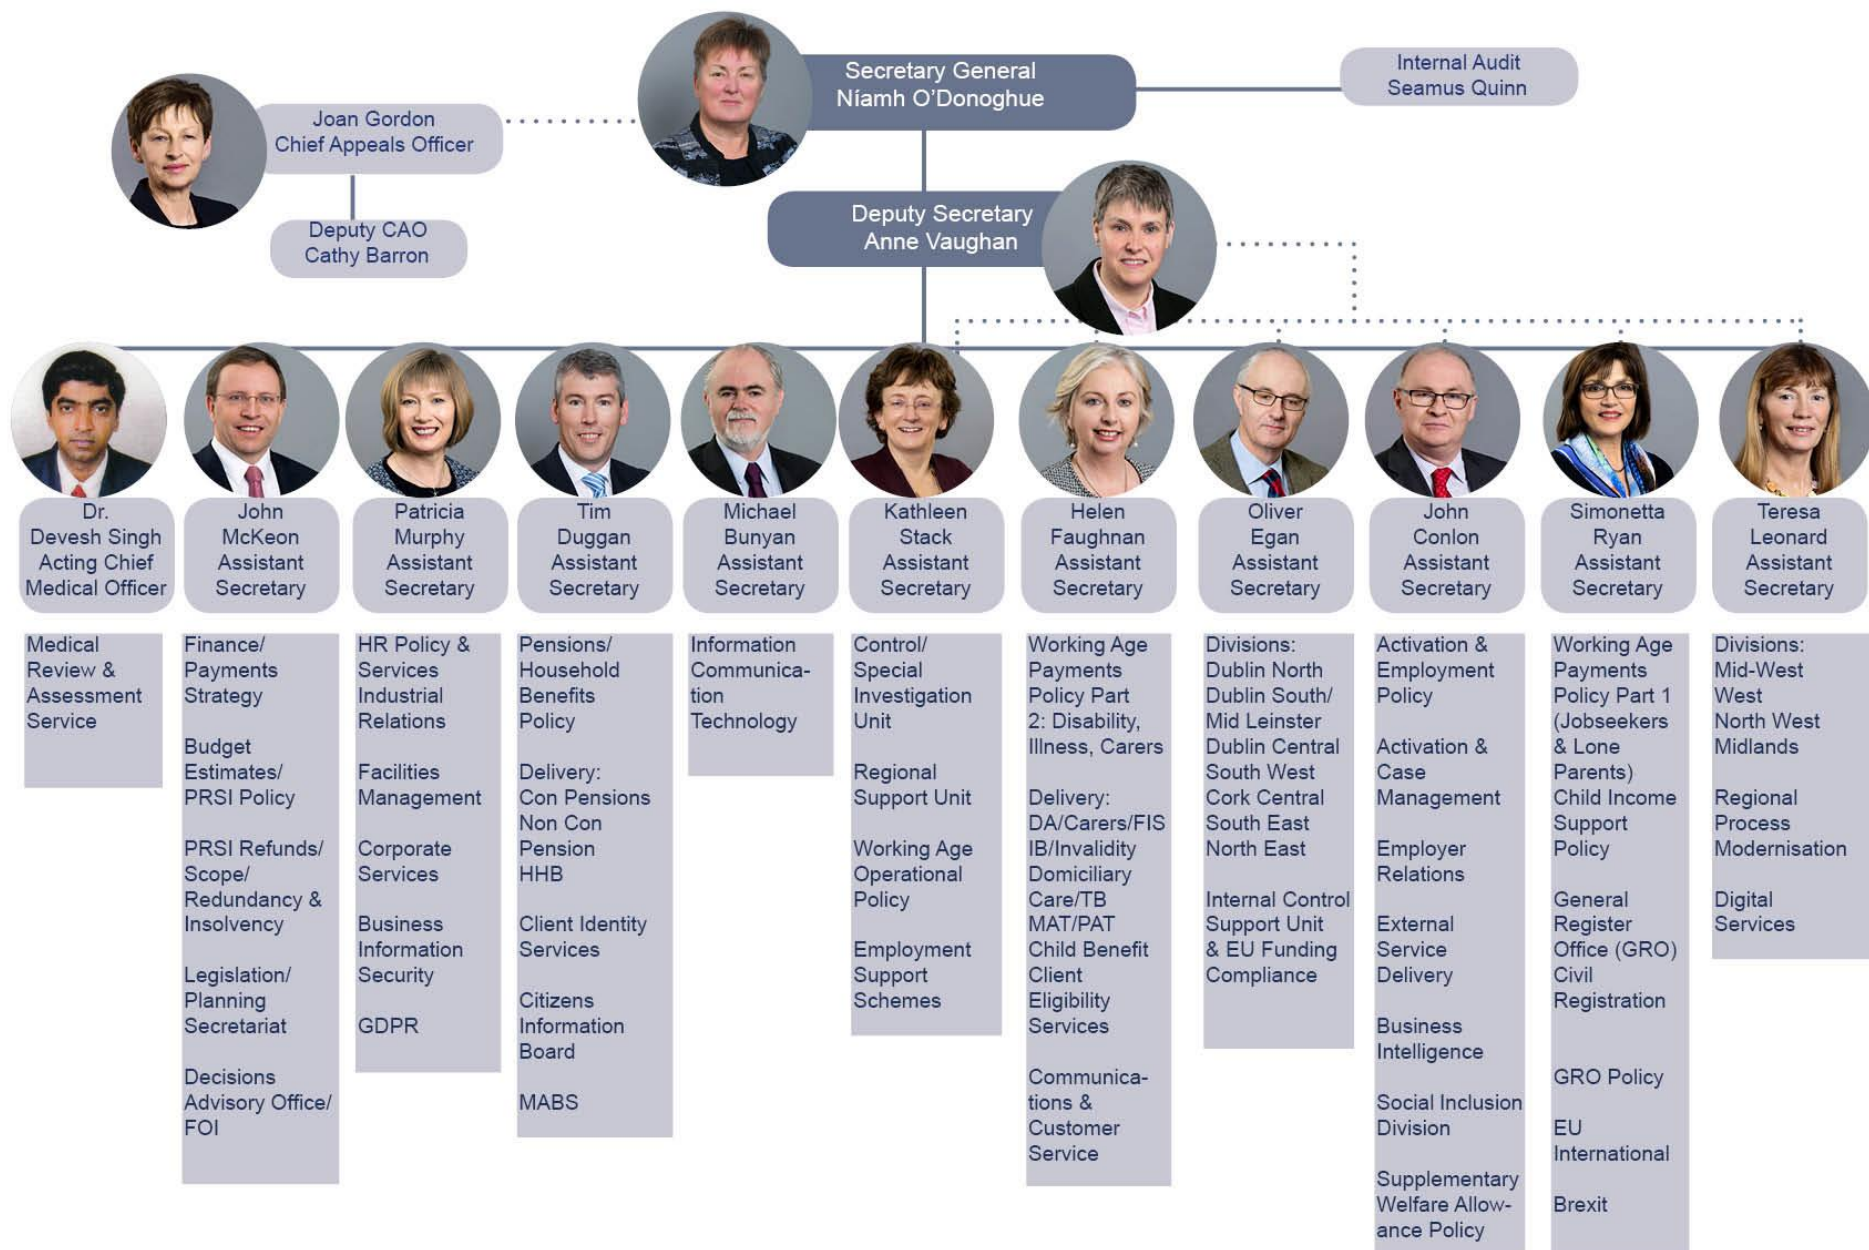 Secretary General
Níamh O'Donoghue
Internal Audit
Seamus Quinn
Joan Gordon
Chief Appeals Officer
Deputy CAO
Cathy Barron
Deputy Secretary
Anne Vaughan
Dr.
Devesh Singh
Acting Chief
Medical Officer
John
McKeon
Assistant
Secretary
Patricia
Murphy
Assistant
Secretary
Tim
Duggan
Assistant
Secretary
Michael
Bunyan
Assistant
Secretary
Kathleen
Stack
Assistant
Secretary
Helen
Faughnan
Assistant
Secretary
Oliver
Egan
Assistant
Secretary
John
Conlon
Assistant
Secretary
Simonetta
Ryan
Assistant
Secretary
Teresa
Leonard
Assistant
Secretary
Medical
Review &
Assessment
Service
Finance/
Payments
Strategy
Budget
Estimates/
PRSI Policy
PRSI Refunds/
Scope/
Redundancy &
Insolvency
Legislation/
Planning
Secretariat
Decisions
Advisory Office/
FOI
HR Policy &
Services
Industrial
Relations
Facilities
Management
Corporate
Services
Business
Information
Security
GDPR
Pensions/
Household
Benefits
Policy
Delivery:
Con Pensions
Non Con
Pension
HHB
Client Identity
Services
Citizens
Information
Board
MABS
Information
Communica-
tion
Technology
Control/
Special
Investigation
Unit
Regional
Support Unit
Working Age
Operational
Policy
Employment
Support
Schemes
Working Age
Payments
Policy Part
2: Disability,
Illness, Carers
Delivery:
DA/Carers/FIS
IB/Invalidity
Domiciliary
Care/TB
MAT/PAT
Child Benefit
Client
Eligibility
Services
Communica-
tions &
Customer
Service
Divisions:
Dublin North
Dublin South/
Mid Leinster
Dublin Central
South West
Cork Central
South East
North East
Internal Control
Support Unit
& EU Funding
Compliance
Activation &
Employment
Policy
Activation &
Case
Management
Employer
Relations
External
Service
Delivery
Business
Intelligence
Social Inclusion
Division
Supplementary
Welfare Allow-
ance Policy
Working Age
Payments
Policy Part 1
(Jobseekers
& Lone
Parents)
Child Income
Support
Policy
General
Register
Office (GRO)
Civil
Registration
GRO Policy
EU
International
Brexit
Divisions:
Mid-West
West
North West
Midlands
Regional
Process
Modernisation
Digital
Services